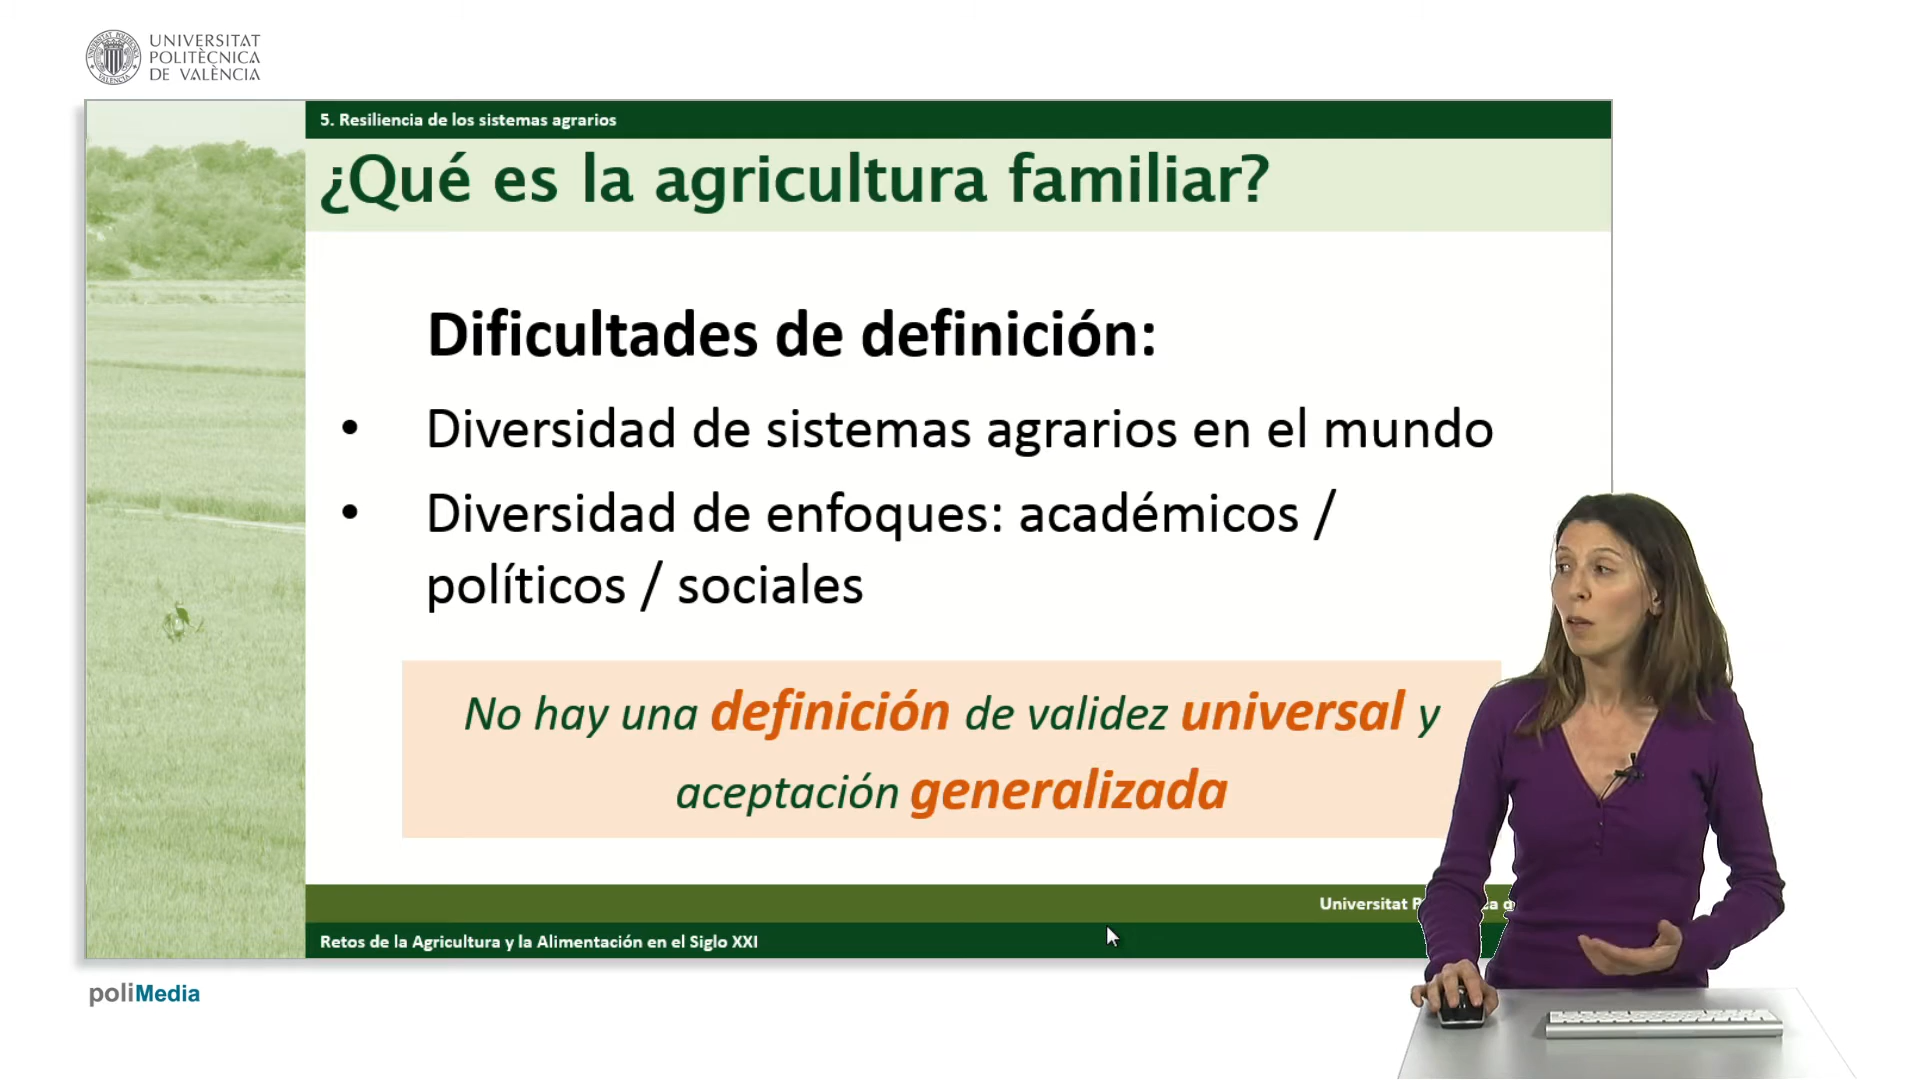 UNIVERSITAT
POLITÈCNICA
DE VALÈNCIA
5. Resiliencia de los sistemas agrarios
¿Qué es la agricultura familiar?
Dificultades de definición:
• Diversidad de sistemas agrarios en el mundo
• Diversidad de enfoques: académicos /
políticos / sociales
No hay una definición de validez universal y
aceptación generalizada
Universitat
Retos de la Agricultura y la Alimentación en el Siglo XXI
poliMedia